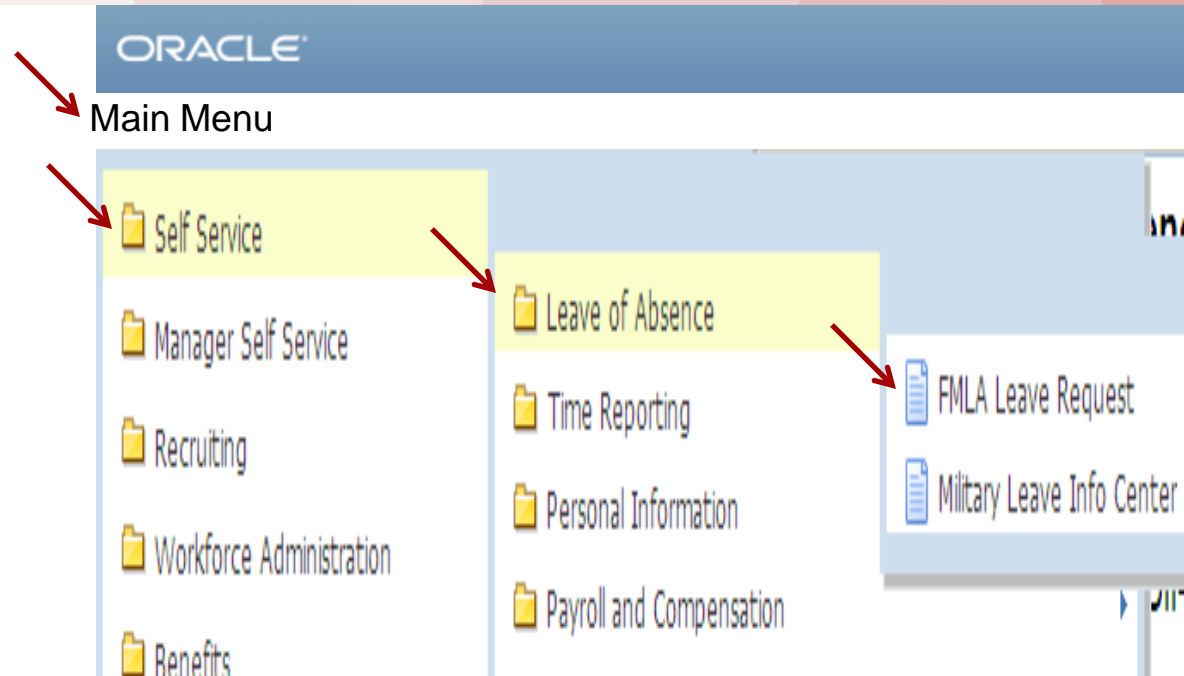 ORACLE
Main Menu
Self Service
Leave of Absence
FMLA Leave Request
Military Leave Info Center
Manager Self Service
Time Reporting
Recruiting
Personal Information
Workforce Administration
Payroll and Compensation
Benefits